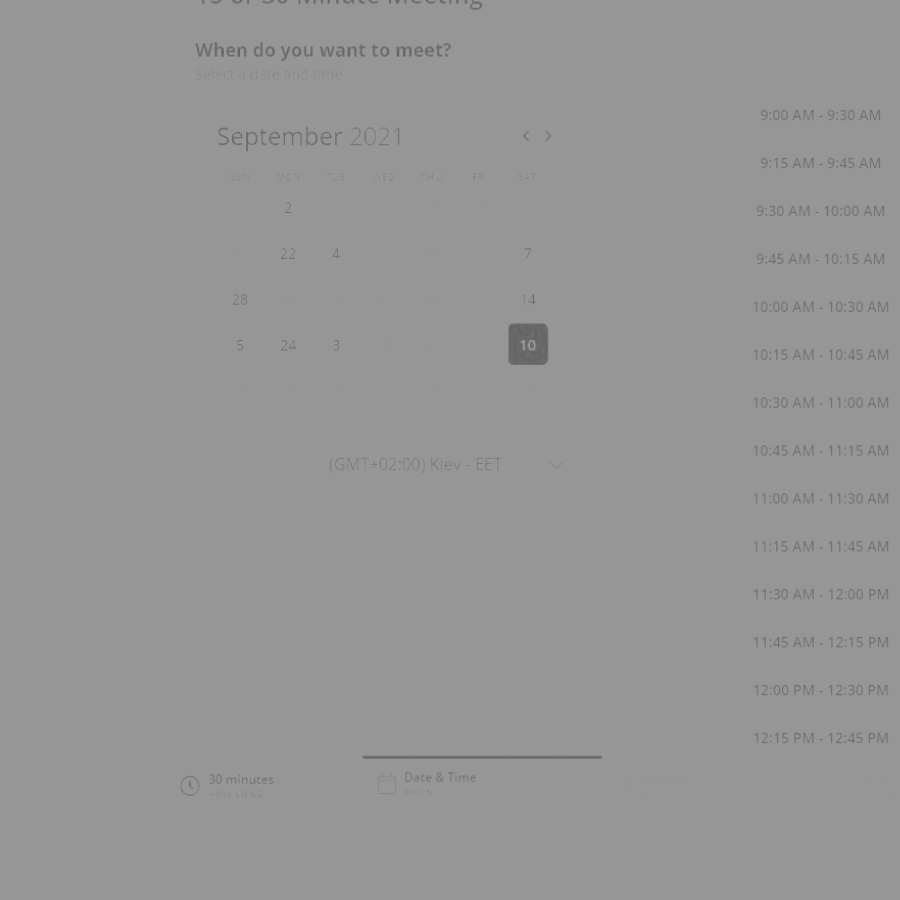 15 or 30 Minute Meeting
When do you want to meet?
Select a date and time
September 2021
SUN MON TUE WED THU FRI SAT
2
22 4 7
28 14
5 24 3 10
(GMT+02:00) Kiev - EET
9:00 AM - 9:30 AM
9:15 AM - 9:45 AM
9:30 AM - 10:00 AM
9:45 AM - 10:15 AM
10:00 AM - 10:30 AM
10:15 AM - 10:45 AM
10:30 AM - 11:00 AM
10:45 AM - 11:15 AM
11:00 AM - 11:30 AM
11:15 AM - 11:45 AM
11:30 AM - 12:00 PM
11:45 AM - 12:15 PM
12:00 PM - 12:30 PM
12:15 PM - 12:45 PM
30 minutes
HOW LONG
Date & Time
WHEN